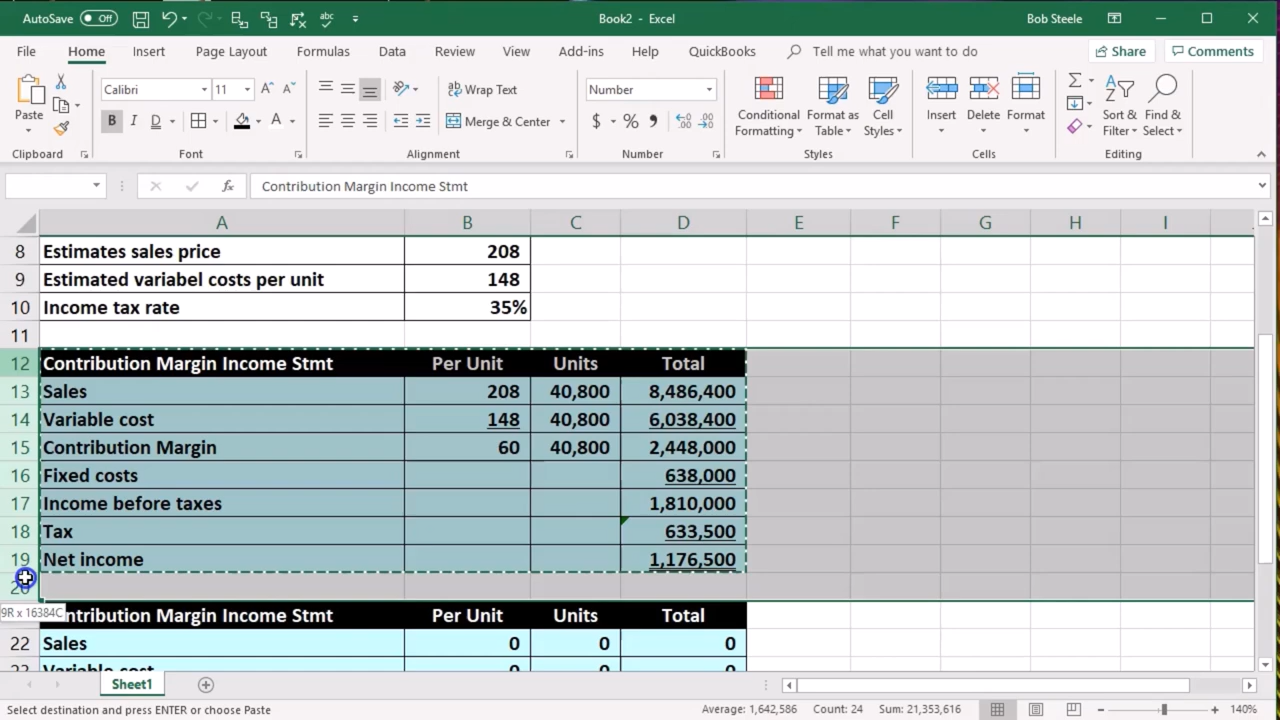 AutoSave Off Book2 - Excel Bob Steele
File Home Insert Page Layout Formulas Data Review View Add-ins Help QuickBooks Tell me what you want to do Share Comments
Paste Calibri 11 Wrap Text Number Conditional Formatting Format as Table Cell Styles Insert Delete Format Sort & Filter Find & Select
B I D A Merge & Center $ %
Clipboard Font Alignment Number Styles Cells Editing
fx Contribution Margin Income Stmt
A B C D E F G H I
8 Estimates sales price 208
9 Estimated variabel costs per unit 148
10 Income tax rate 35%
11
12 Contribution Margin Income Stmt Per Unit Units Total
13 Sales 208 40,800 8,486,400
14 Variable cost 148 40,800 6,038,400
15 Contribution Margin 60 40,800 2,448,000
16 Fixed costs 638,000
17 Income before taxes 1,810,000
18 Tax 633,500
19 Net income 1,176,500
20
9R x 16384C ntribution Margin Income Stmt Per Unit Units Total
22 Sales 0 0 0
23 Variable cost 0 0 0
Sheet1
Select destination and press ENTER or choose Paste Average: 1,642,586 Count: 24 Sum: 21,353,616 140%